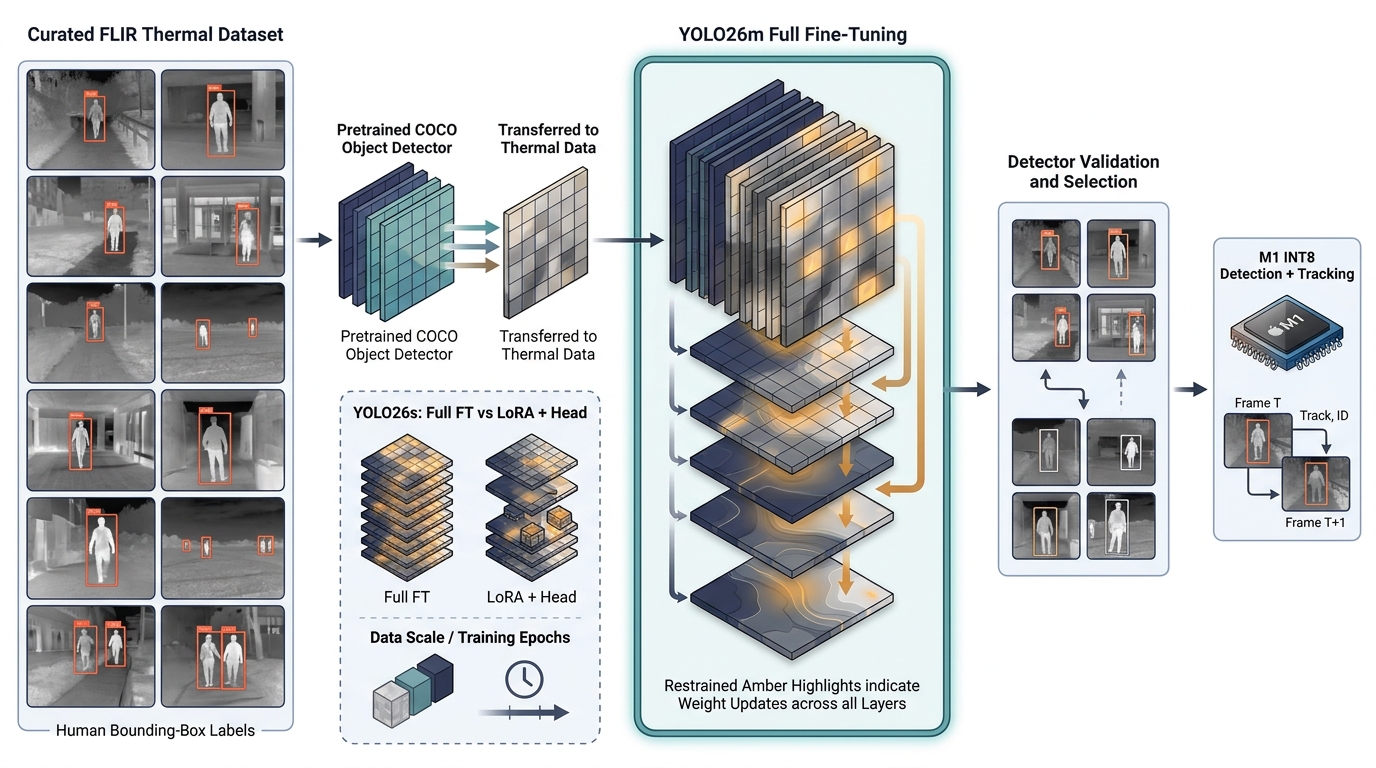 Curated FLIR Thermal Dataset
Human Bounding-Box Labels
Pretrained COCO
Object Detector
Transferred to
Thermal Data
Pretrained COCO
Object Detector
Transferred to
Thermal Data
YOLO26s: Full FT vs LoRA + Head
Full FT
LoRA + Head
Data Scale / Training Epochs
YOLO26m Full Fine-Tuning
Restrained Amber Highlights indicate
Weight Updates across all Layers
Detector Validation
and Selection
M1 INT8
Detection + Tracking
M1
Frame T
Track, ID
Frame T+1